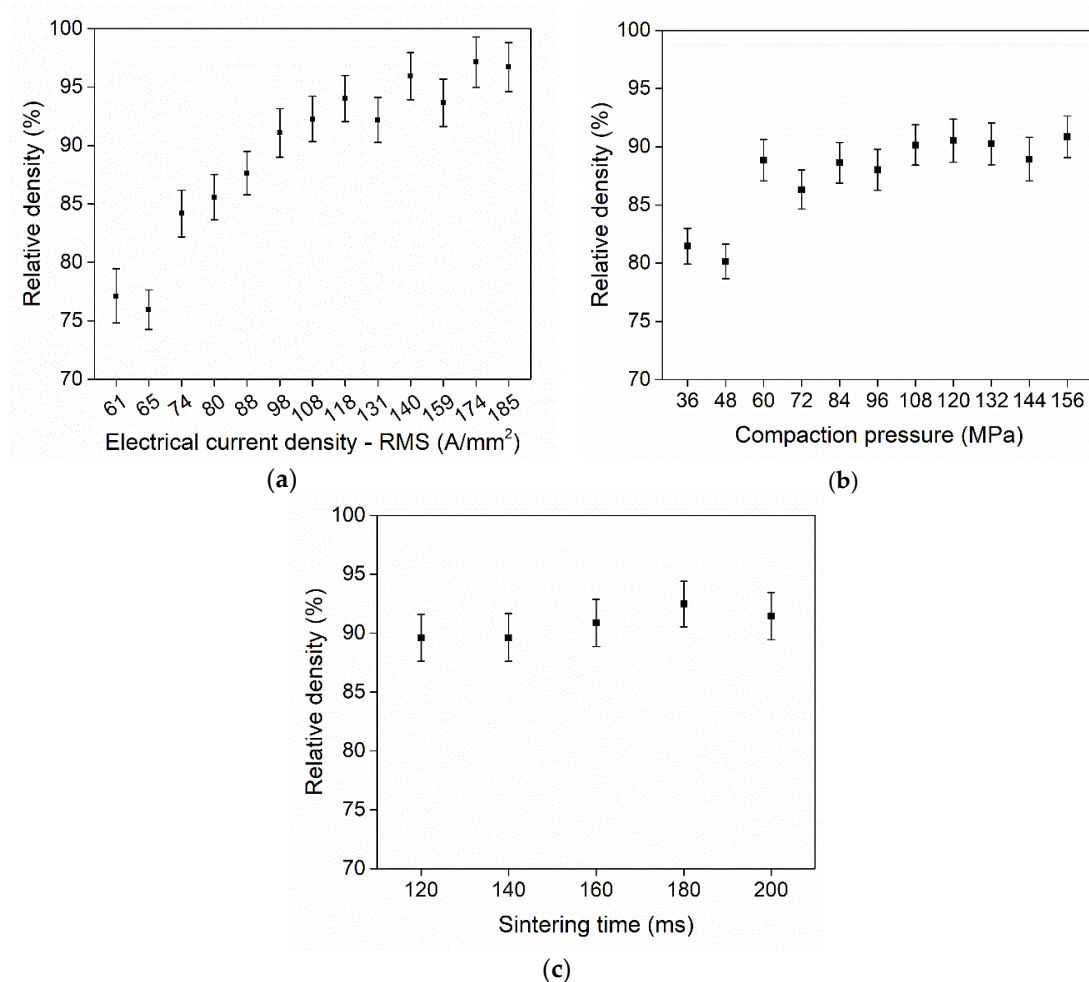 100
95
90
85
80
75
70
Relative density (%)
61 65 74 80 88 98 108 118 131 140 159 174 185
Electrical current density - RMS (A/mm²)
(a)
100
95
90
85
80
75
70
Relative density (%)
36 48 60 72 84 96 108 120 132 144 156
Compaction pressure (MPa)
(b)
100
95
90
85
80
75
70
Relative density (%)
120 140 160 180 200
Sintering time (ms)
(c)